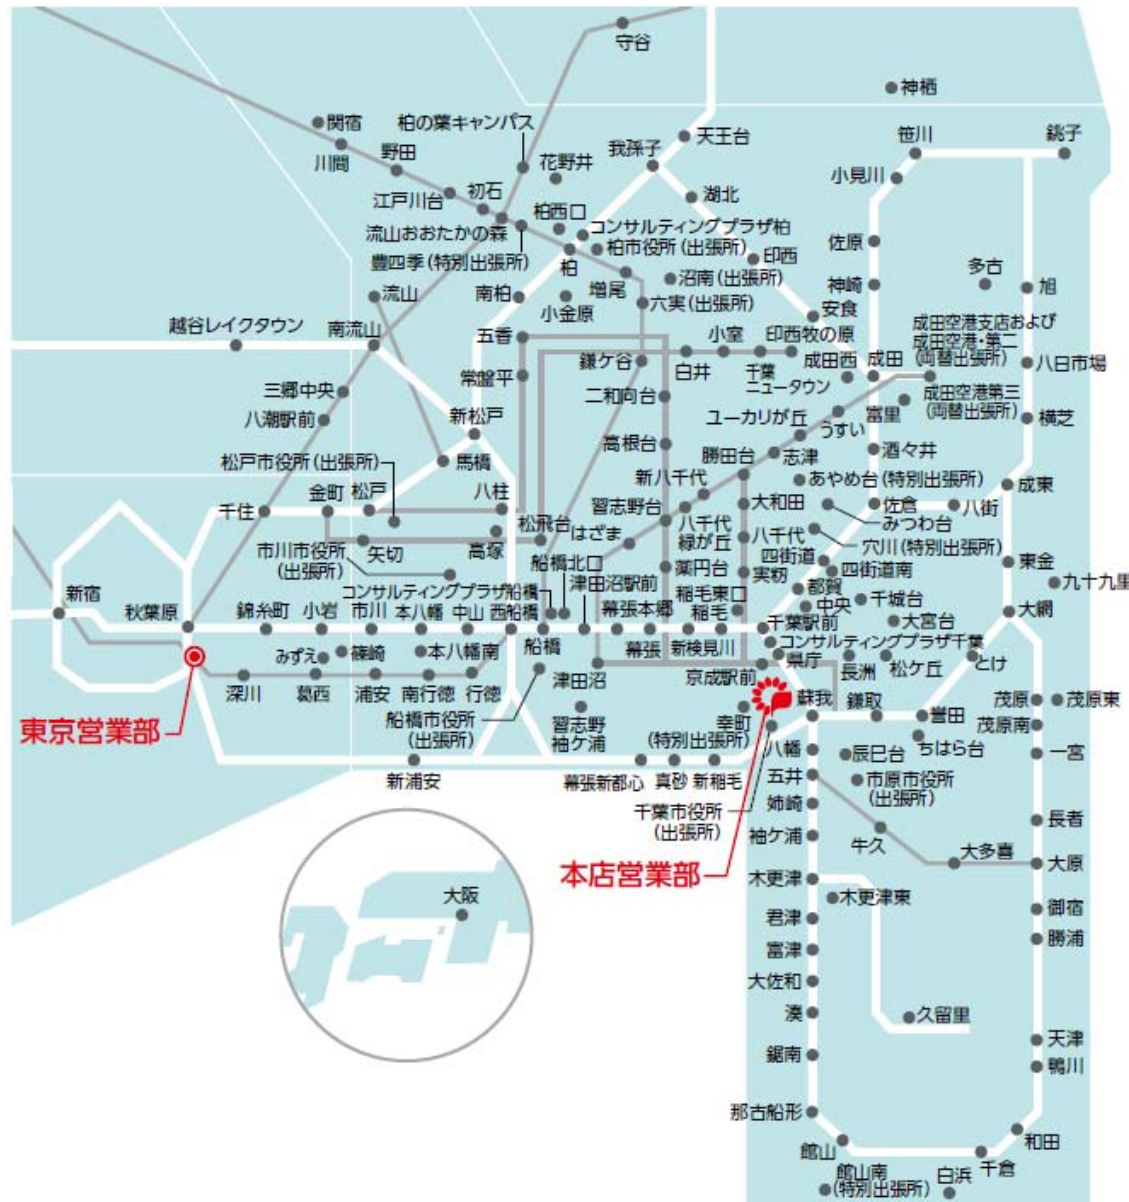 守谷
神栖
関宿
柏の葉キャンパス
天王台
笹川
銚子
川間
野田
花野井
我孫子
小見川
江戸川台
初石
柏西口
湖北
コンサルティングプラザ柏
流山おおたかの森
柏市役所(出張所)
佐原
豊四季(特別出張所)
柏
印西
多古
沼南(出張所)
増尾
神崎
旭
流山
南柏
小金原
六実(出張所)
安食
越谷レイクタウン
南流山
五香
小室
印西牧の原
成田空港支店および
成田空港・第二
(両替出張所)
鎌ケ谷
白井
千葉
ニュータウン
成田西
成田
八日市場
常盤平
三郷中央
二和向台
成田空港第三
(両替出張所)
富里
八潮駅前
新松戸
ユーカリが丘
うすい
横芝
高根台
勝田台
志津
酒々井
松戸市役所(出張所)
馬橋
新八千代
あやめ台(特別出張所)
成東
金町
松戸
八柱
習志野台
大和田
佐倉
八街
千住
みつわ台
松飛台
はざま
八千代
緑が丘
八千代
穴川(特別出張所)
市川市役所
(出張所)
矢切
高塚
船橋北口
四街道
四街道南
東金
津田沼駅前
薬円台
実籾
都賀
九十九里
コンサルティングプラザ船橋
稲毛東口
中央
千城台
新宿
秋葉原
錦糸町
小岩
市川
本八幡
中山
西船橋
幕張本郷
稲毛
千葉駅前
大宮台
大網
船橋
幕張
新検見川
コンサルティングプラザ千葉
みずえ
篠崎
本八幡南
県庁
長洲
松ケ丘
とけ
深川
葛西
浦安
南行徳
行徳
津田沼
京成駅前
東京営業部
船橋市役所
(出張所)
習志野
袖ケ浦
幸町
(特別出張所)
蘇我
鎌取
誉田
茂原
茂原東
茂原南
ちはら台
八幡
辰巳台
一宮
新浦安
幕張新都心
真砂
新稲毛
五井
市原市役所
(出張所)
千葉市役所
(出張所)
姉崎
長者
袖ケ浦
牛久
大多喜
大原
本店営業部
木更津
木更津東
大阪
御宿
君津
勝浦
富津
大佐和
湊
久留里
天津
鋸南
鴨川
那古船形
和田
館山
千倉
館山南
(特別出張所)
白浜